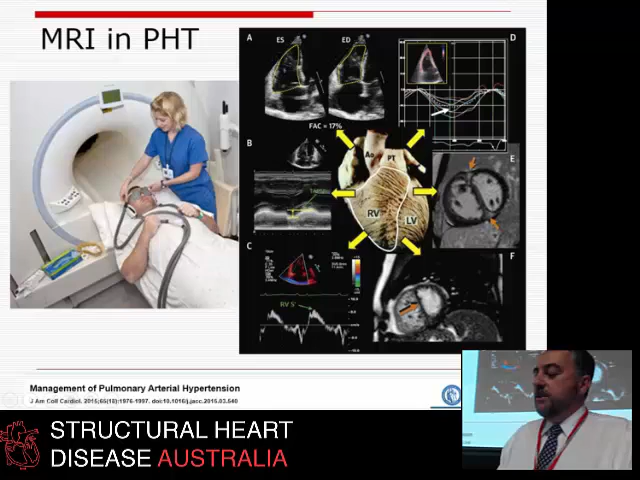 MRI in PHT
A
ES
ED
D
FAC = 17%
B
Ao
PT
E
RV
LV
C
F
RV S'
Management of Pulmonary Arterial Hypertension
J Am Coll Cardiol. 2015;65(18):1976-1997. doi:10.1016/j.jacc.2015.03.540
STRUCTURAL HEART
DISEASE AUSTRALIA